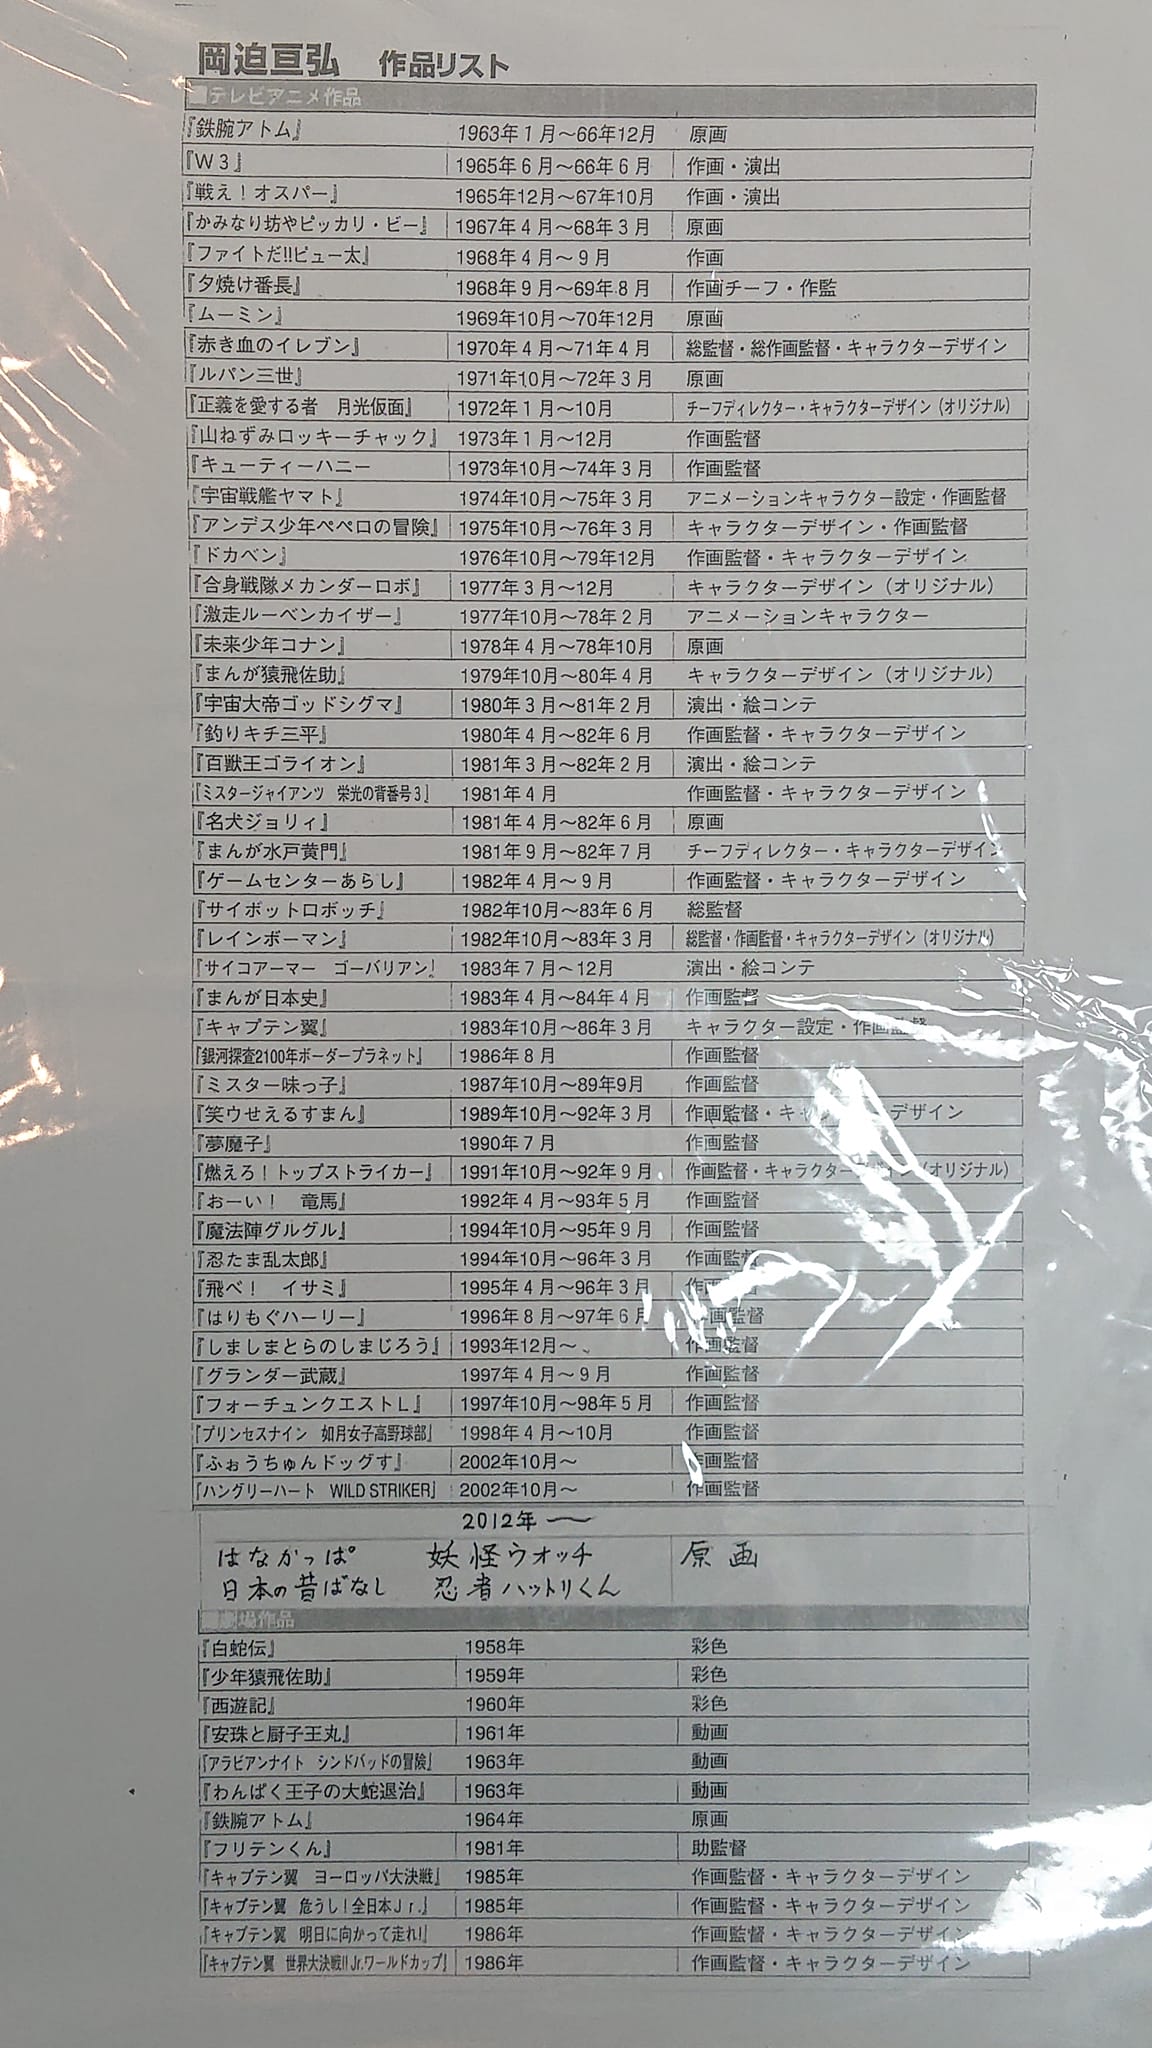 岡迫亘弘 作品リスト
■テレビアニメ作品
『鉄腕アトム』 1963年1月〜66年12月 原画
『W3』 1965年6月〜66年6月 作画・演出
『戦え！オスパー』 1965年12月〜67年10月 作画・演出
『かみなり坊やピッカリ・ビー』 1967年4月〜68年3月 原画
『ファイトだ!!ピュー太』 1968年4月〜9月 作画
『夕焼け番長』 1968年9月〜69年8月 作画チーフ・作監
『ムーミン』 1969年10月〜70年12月 原画
『赤き血のイレブン』 1970年4月〜71年4月 総監督・総作画監督・キャラクターデザイン
『ルパン三世』 1971年10月〜72年3月 原画
『正義を愛する者 月光仮面』 1972年1月〜10月 チーフディレクター・キャラクターデザイン（オリジナル）
『山ねずみロッキーチャック』 1973年1月〜12月 作画監督
『キューティーハニー 1973年10月〜74年3月 作画監督
『宇宙戦艦ヤマト』 1974年10月〜75年3月 アニメーションキャラクター設定・作画監督
『アンデス少年ペペロの冒険』 1975年10月〜76年3月 キャラクターデザイン・作画監督
『ドカベン』 1976年10月〜79年12月 作画監督・キャラクターデザイン
『合身戦隊メカンダーロボ』 1977年3月〜12月 キャラクターデザイン（オリジナル）
『激走ルーベンカイザー』 1977年10月〜78年2月 アニメーションキャラクター
『未来少年コナン』 1978年4月〜78年10月 原画
『まんが猿飛佐助』 1979年10月〜80年4月 キャラクターデザイン（オリジナル）
『宇宙大帝ゴッドシグマ』 1980年3月〜81年2月 演出・絵コンテ
『釣りキチ三平』 1980年4月〜82年6月 作画監督・キャラクターデザイン
『百獣王ゴライオン』 1981年3月〜82年2月 演出・絵コンテ
『ミスタージャイアンツ 栄光の背番号3』 1981年4月 作画監督・キャラクターデザイン
『名犬ジョリィ』 1981年4月〜82年6月 原画
『まんが水戸黄門』 1981年9月〜82年7月 チーフディレクター・キャラクターデザイン
『ゲームセンターあらし』 1982年4月〜9月 作画監督・キャラクターデザイン
『サイボットロボッチ』 1982年10月〜83年6月 総監督
『レインボーマン』 1982年10月〜83年3月 総監督・作画監督・キャラクターデザイン（オリジナル）
『サイコアーマー ゴーバリアン』 1983年7月〜12月 演出・絵コンテ
『まんが日本史』 1983年4月〜84年4月 作画監督
『キャプテン翼』 1983年10月〜86年3月 キャラクター設定・作画監督
『銀河探査2100年ボーダープラネット』 1986年8月 作画監督
『ミスター味っ子』 1987年10月〜89年9月 作画監督
『笑ウせえるすまん』 1989年10月〜92年3月 作画監督・キャラクターデザイン
『夢魔子』 1990年7月 作画監督
『燃えろ！トップストライカー』 1991年10月〜92年9月 作画監督・キャラクターデザイン（オリジナル）
『おーい！ 竜馬』 1992年4月〜93年5月 作画監督
『魔法陣グルグル』 1994年10月〜95年9月 作画監督
『忍たま乱太郎』 1994年10月〜96年3月 作画監督
『飛べ！ イサミ』 1995年4月〜96年3月 作画監督
『はりもぐハーリー』 1996年8月〜97年6月 作画監督
『しましまとらのしまじろう』 1993年12月〜 作画監督
『グランダー武蔵』 1997年4月〜9月 作画監督
『フォーチュンクエストL』 1997年10月〜98年5月 作画監督
『プリンセスナイン 如月女子高野球部』 1998年4月〜10月 作画監督
『ふぉうちゅんドッグす』 2002年10月〜 作画監督
『ハングリーハート WILD STRIKER』 2002年10月〜 作画監督
2012年〜
はなかっぱ 妖怪ウオッチ 原画
日本の昔ばなし 忍者ハットリくん
■劇場作品
『白蛇伝』 1958年 彩色
『少年猿飛佐助』 1959年 彩色
『西遊記』 1960年 彩色
『安珠と厨子王丸』 1961年 動画
『アラビアンナイト シンドバッドの冒険』 1963年 動画
『わんぱく王子の大蛇退治』 1963年 動画
『鉄腕アトム』 1964年 原画
『フリテンくん』 1981年 助監督
『キャプテン翼 ヨーロッパ大決戦』 1985年 作画監督・キャラクターデザイン
『キャプテン翼 危うし！全日本Jr.』 1985年 作画監督・キャラクターデザイン
『キャプテン翼 明日に向かって走れ!』 1986年 作画監督・キャラクターデザイン
『キャプテン翼 世界大決戦!!Jr.ワールドカップ』 1986年 作画監督・キャラクターデザイン